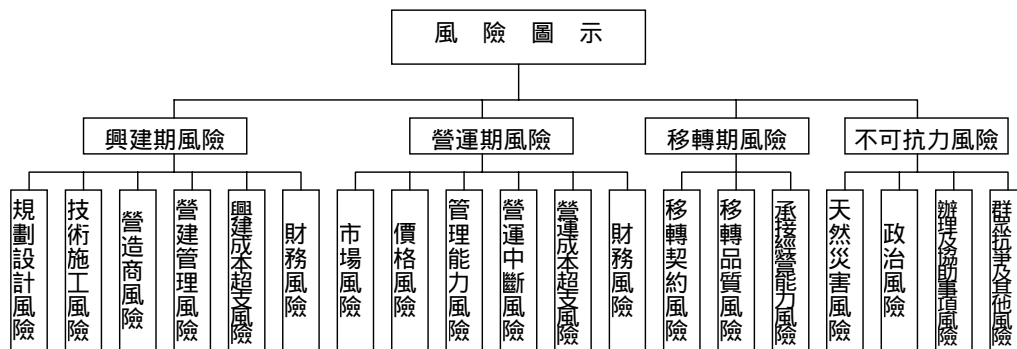 風 險 圖 示
興建期風險
營運期風險
移轉期風險
不可抗力風險
規劃設計風險
技術施工風險
營造商風險
營建管理風險
興建成本超支風險
財務風險
市場風險
價格風險
管理能力風險
營運中斷風險
營運成本超支風險
財務風險
移轉契約風險
移轉品質風險
承接經營能力風險
天然災害風險
政治風險
辦理及協助事項風險
群眾抗爭及其他風險